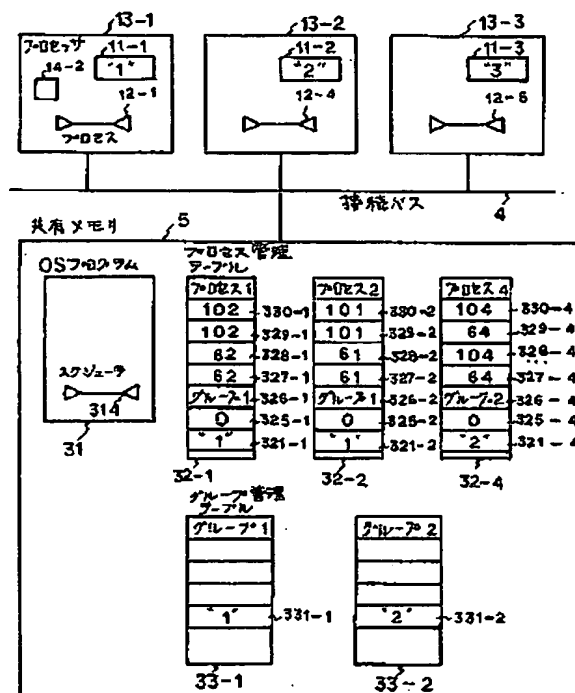 13-1 13-2 13-3
プロセッサ 11-1 11-2 11-3
"1" "2" "3"
14-2 12-1 12-4 12-6
プロセス
接続バス 4
共有メモリ 5
OSプログラム
スケジューラ
314
31
プロセス管理
テーブル
プロセス1 プロセス2 プロセス4
102 330-1 101 330-2 104 330-4
102 329-1 101 329-2 64 329-4
62 328-1 61 328-2 104 328-4
62 327-1 61 327-2 64 327-4
グループ1 326-1 グループ1 326-2 グループ2 326-4
0 325-1 0 325-2 0 325-4
"1" 321-1 "1" 321-2 "2" 321-4
32-1 32-2 32-4
グループ管理
テーブル
グループ1 グループ2
"1" 331-1 "2" 331-2
33-1 33-2